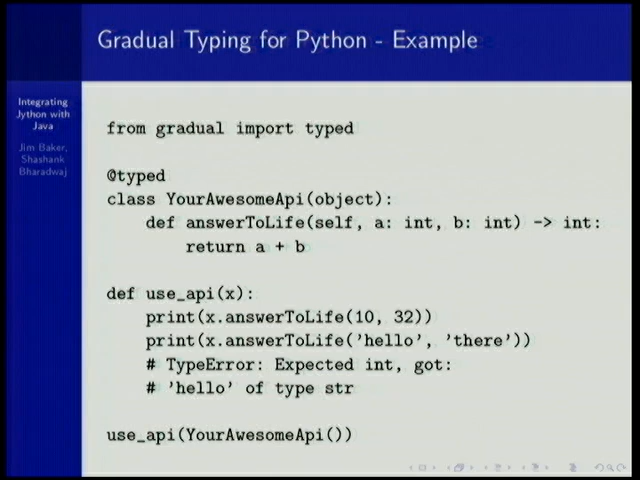 Gradual Typing for Python - Example
Integrating
Jython with
Java
Jim Baker,
Shashank
Bharadwaj
from gradual import typed
@typed
class YourAwesomeApi(object):
    def answerToLife(self, a: int, b: int) -> int:
        return a + b
def use_api(x):
    print(x.answerToLife(10, 32))
    print(x.answerToLife('hello', 'there'))
    # TypeError: Expected int, got:
    # 'hello' of type str
use_api(YourAwesomeApi())